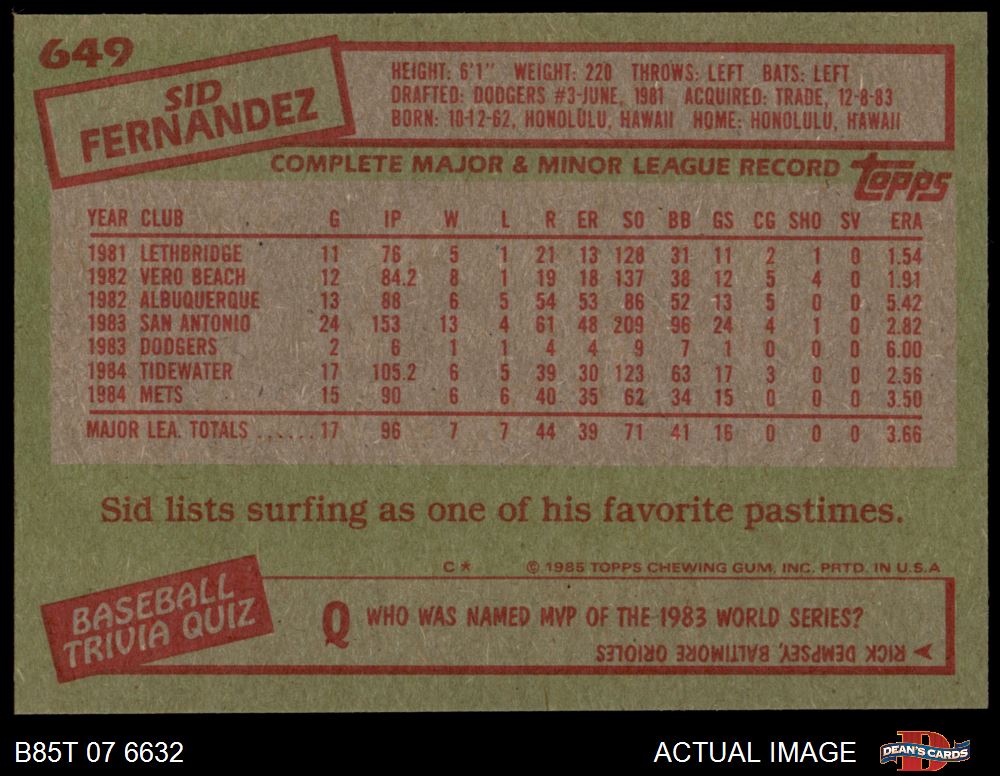 649
SID
FERNANDEZ
HEIGHT: 6'1" WEIGHT: 220 THROWS: LEFT BATS: LEFT
DRAFTED: DODGERS #3-JUNE, 1981 ACQUIRED: TRADE, 12-8-83
BORN: 10-12-62, HONOLULU, HAWAII HOME: HONOLULU, HAWAII
COMPLETE MAJOR & MINOR LEAGUE RECORD
Topps
YEAR CLUB G IP W L R ER SO BB GS CG SHO SV ERA
1981 LETHBRIDGE 11 76 5 1 21 13 128 31 11 2 1 0 1.54
1982 VERO BEACH 12 84.2 8 1 19 18 137 38 12 5 4 0 1.91
1982 ALBUQUERQUE 13 88 6 5 54 53 86 52 13 5 0 0 5.42
1983 SAN ANTONIO 24 153 13 4 61 48 209 96 24 4 1 0 2.82
1983 DODGERS 2 6 1 1 4 4 9 7 1 0 0 0 6.00
1984 TIDEWATER 17 105.2 6 5 39 30 123 63 17 3 0 0 2.56
1984 METS 15 90 6 6 40 35 62 34 15 0 0 0 3.50
MAJOR LEA. TOTALS ......17 96 7 7 44 39 71 41 16 0 0 0 3.66
Sid lists surfing as one of his favorite pastimes.
C* © 1985 TOPPS CHEWING GUM, INC. PRTD. IN U.S.A
BASEBALL
TRIVIA QUIZ
Q WHO WAS NAMED MVP OF THE 1983 WORLD SERIES?
RICK DEMPSEY, BALTIMORE ORIOLES
B85T 07 6632
ACTUAL IMAGE
DEAN'S CARDS